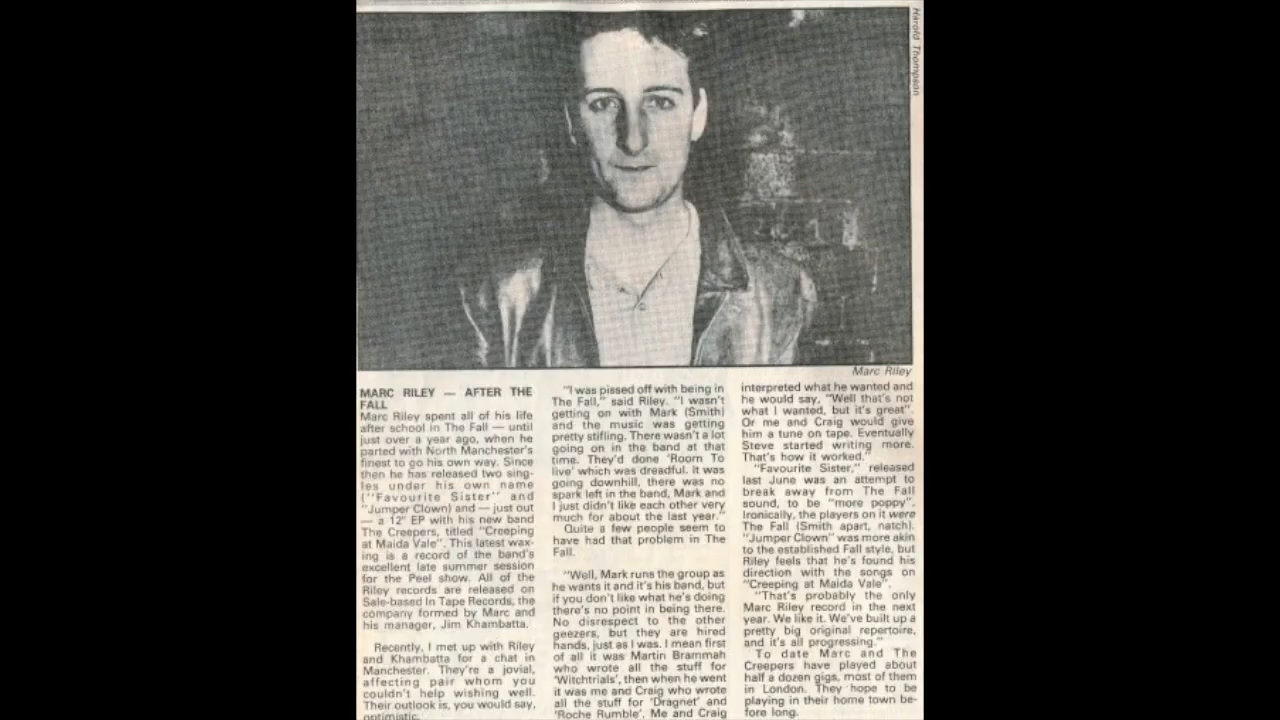 Harold Thompson
Marc Riley
MARC RILEY — AFTER THE
FALL
Marc Riley spent all of his life
after school in The Fall — until
just over a year ago, when he
parted with North Manchester's
finest to go his own way. Since
then he has released two sing-
les under his own name
("Favourite Sister" and
"Jumper Clown) and — just out
— a 12" EP with his new band
The Creepers, titled "Creeping
at Maida Vale". This latest wax-
ing is a record of the band's
excellent late summer session
for the Peel show. All of the
Riley records are released on
Sale-based In Tape Records, the
company formed by Marc and
his manager, Jim Khambatta.
Recently, I met up with Riley
and Khambatta for a chat in
Manchester. They're a jovial,
affecting pair whom you
couldn't help wishing well.
Their outlook is, you would say,
optimistic.
"I was pissed off with being in
The Fall," said Riley. "I wasn't
getting on with Mark (Smith)
and the music was getting
pretty stifling. There wasn't a lot
going on in the band at that
time. They'd done 'Room To
live' which was dreadful. It was
going downhill, there was no
spark left in the band, Mark and
I just didn't like each other very
much for about the last year."
Quite a few people seem to
have had that problem in The
Fall.
"Well, Mark runs the group as
he wants it and it's his band, but
if you don't like what he's doing
there's no point in being there.
No disrespect to the other
geezers, but they are hired
hands, just as I was. I mean first
of all it was Martin Brammah
who wrote all the stuff for
'Witchtrials', then when he went
it was me and Craig who wrote
all the stuff for 'Dragnet' and
'Roche Rumble'. Me and Craig
interpreted what he wanted and
he would say, "Well that's not
what I wanted, but it's great".
Or me and Craig would give
him a tune on tape. Eventually
Steve started writing more.
That's how it worked."
"Favourite Sister," released
last June was an attempt to
break away from The Fall
sound, to be "more poppy".
Ironically, the players on it were
The Fall (Smith apart, natch).
"Jumper Clown" was more akin
to the established Fall style, but
Riley feels that he's found his
direction with the songs on
"Creeping at Maida Vale".
"That's probably the only
Marc Riley record in the next
year. We like it. We've built up a
pretty big original repertoire,
and it's all progressing."
To date Marc and The
Creepers have played about
half a dozen gigs, most of them
in London. They hope to be
playing in their home town be-
fore long.